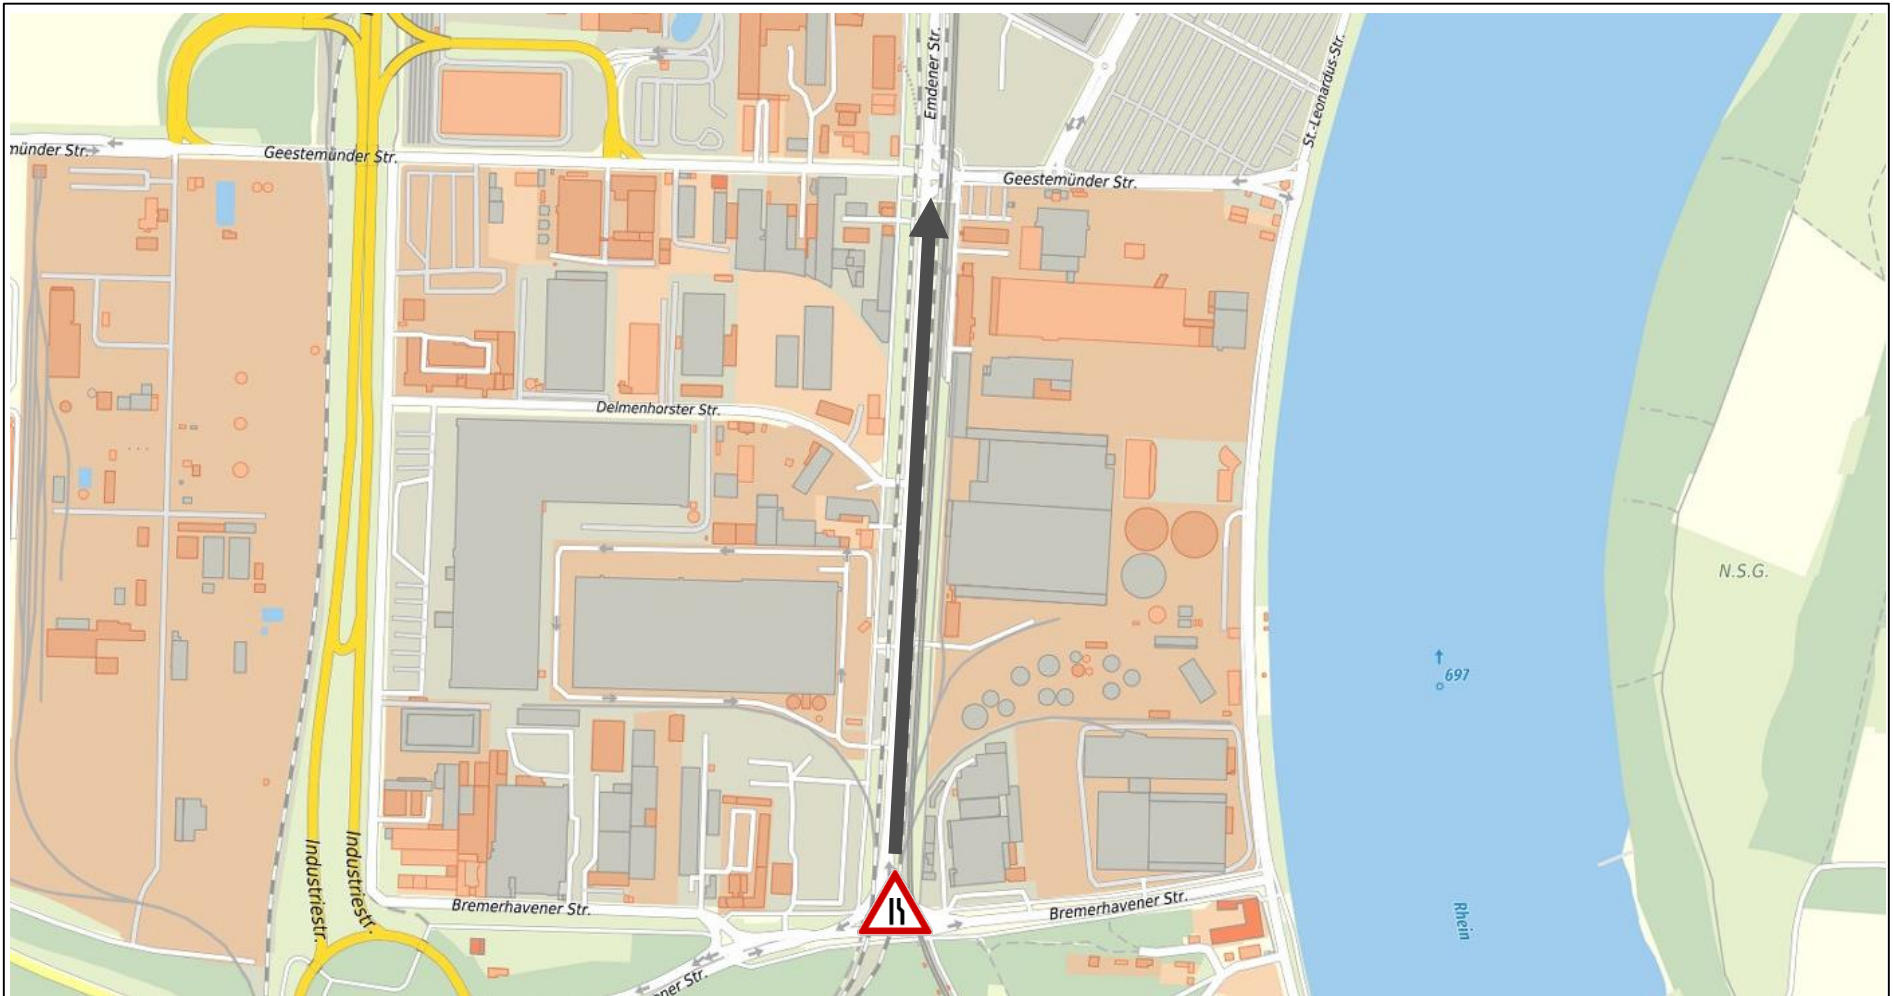 Emdener Str.
St.-Leonardus-Str.
münder Str.
Geestemünder Str.
Geestemünder Str.
Delmenhorster Str.
N.S.G.
697
Industriestr.
Industriestr.
Bremerhavener Str.
Bremerhavener Str.
Rhein
ener Str.